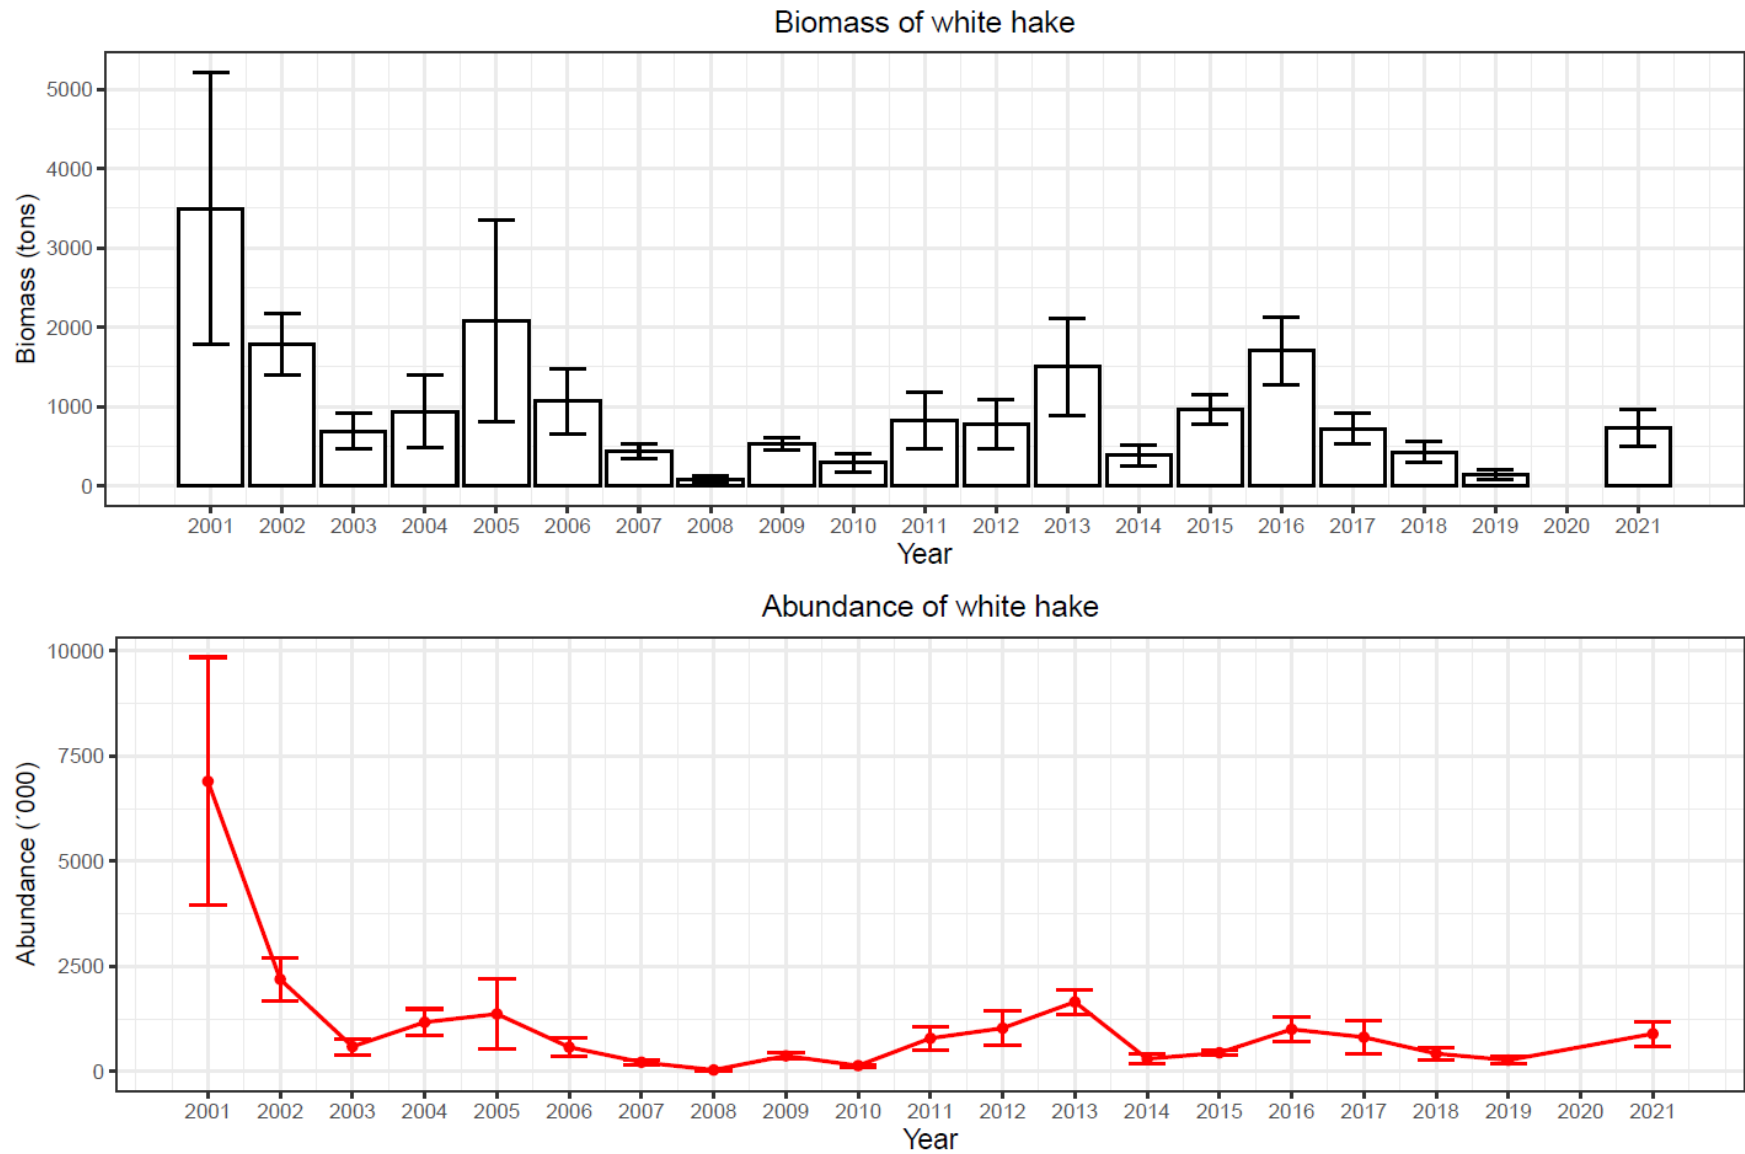 Biomass of white hake
Biomass (tons)
5000
4000
3000
2000
1000
0
2001 2002 2003 2004 2005 2006 2007 2008 2009 2010 2011 2012 2013 2014 2015 2016 2017 2018 2019 2020 2021
Year
Abundance of white hake
Abundance (´000)
10000
7500
5000
2500
0
2001 2002 2003 2004 2005 2006 2007 2008 2009 2010 2011 2012 2013 2014 2015 2016 2017 2018 2019 2020 2021
Year